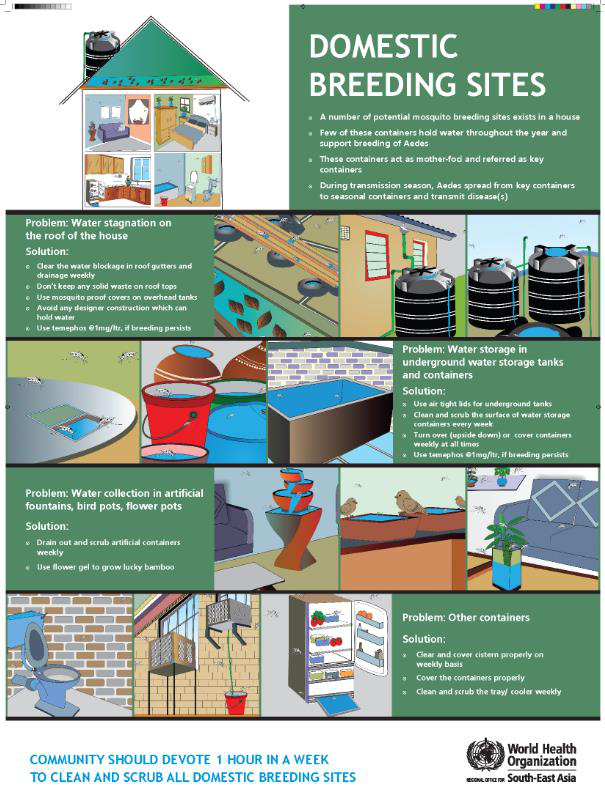 DOMESTIC
BREEDING SITES
A number of potential mosquito breeding sites exists in a house
Few of these containers hold water throughout the year and
support breeding of Aedes
These containers act as mother-foci and referred as key
containers
During transmission season, Aedes spread from key containers
to seasonal containers and transmit disease(s)
Problem: Water stagnation on
the roof of the house
Solution:
Clear the water blockage in roof gutters and
drainage weekly
Don't keep any solid waste on roof tops
Use mosquito proof covers on overhead tanks
Avoid any designer construction which can
hold water
Use temephos @1mg/ltr, if breeding persists
Problem: Water storage in
underground water storage tanks
and containers
Solution:
Use air tight lids for underground tanks
Clean and scrub the surface of water storage
containers every week
Turn over (upside down) or cover containers
weekly at all times
Use temephos @1mg/ltr, if breeding persists
Problem: Water collection in artificial
fountains, bird pots, flower pots
Solution:
Drain out and scrub artificial containers
weekly
Use flower gel to grow lucky bamboo
Problem: Other containers
Solution:
Clear and cover cistern properly on
weekly basis
Cover the containers properly
Clean and scrub the tray/ cooler weekly
COMMUNITY SHOULD DEVOTE 1 HOUR IN A WEEK
TO CLEAN AND SCRUB ALL DOMESTIC BREEDING SITES
World Health
Organization
REGIONAL OFFICE FOR South-East Asia